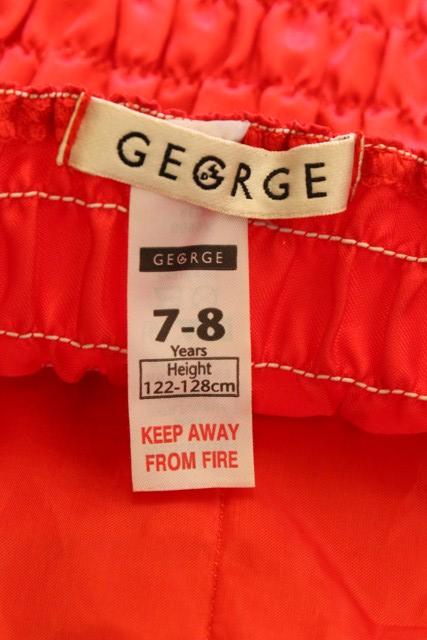 GEORGE
GEORGE
7-8
Years
Height
122-128cm
KEEP AWAY
FROM FIRE